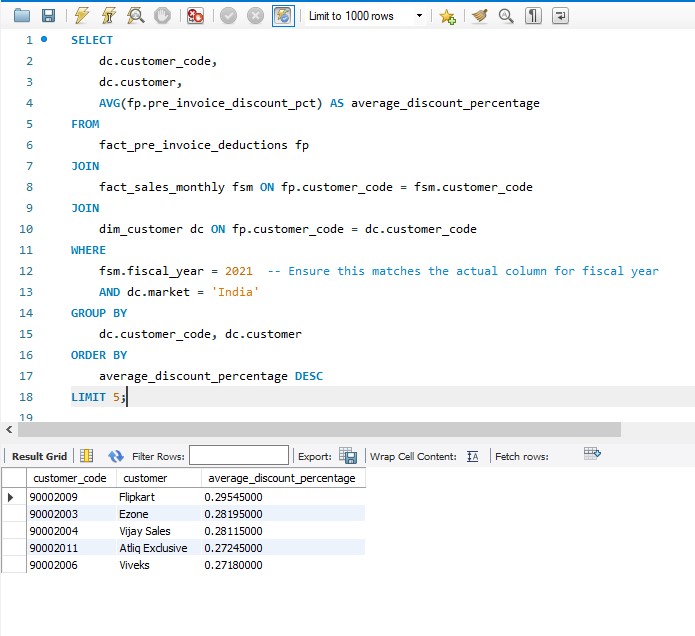 Limit to 1000 rows
1 SELECT
2 dc.customer_code,
3 dc.customer,
4 AVG(fp.pre_invoice_discount_pct) AS average_discount_percentage
5 FROM
6 fact_pre_invoice_deductions fp
7 JOIN
8 fact_sales_monthly fsm ON fp.customer_code = fsm.customer_code
9 JOIN
10 dim_customer dc ON fp.customer_code = dc.customer_code
11 WHERE
12 fsm.fiscal_year = 2021 -- Ensure this matches the actual column for fiscal year
13 AND dc.market = 'India'
14 GROUP BY
15 dc.customer_code, dc.customer
16 ORDER BY
17 average_discount_percentage DESC
18 LIMIT 5;
19
Result Grid Filter Rows: Export: Wrap Cell Content: Fetch rows:
customer_code customer average_discount_percentage
90002009 Flipkart 0.29545000
90002003 Ezone 0.28195000
90002004 Vijay Sales 0.28115000
90002011 Atliq Exclusive 0.27245000
90002006 Viveks 0.27180000